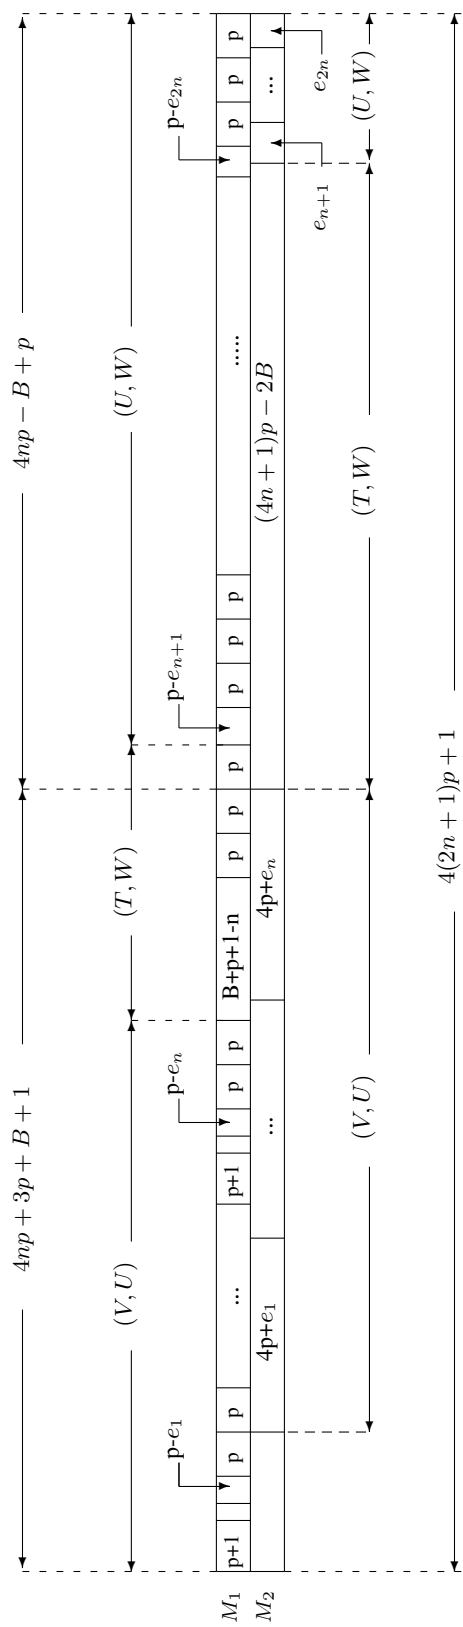 4np + 3p + B + 1
4np − B + p
(V, U)
(T, W)
(U, W)
p-e₁
p-eₙ
p-eₙ₊₁
p-e₂ₙ
M₁
p+1
p
p
...
p+1
p
p
B+p+1-n
p
p
p
p
p
p
.....
p
p
p
M₂
4p+e₁
...
4p+eₙ
(4n + 1)p − 2B
...
eₙ₊₁
e₂ₙ
(V, U)
(T, W)
(U, W)
4(2n + 1)p + 1